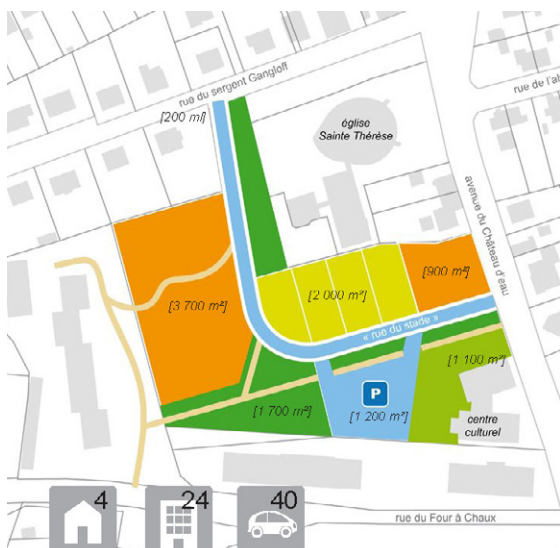 rue du sergent Gangloff
[200 ml]
église
Sainte Thérèse
rue de l'ab
avenue du Château d'eau
[3 700 m²]
[2 000 m²]
[900 m²]
« rue du stade »
[1 100 m²]
[1 700 m²]
P
[1 200 m²]
centre
culturel
4
24
40
rue du Four à Chaux